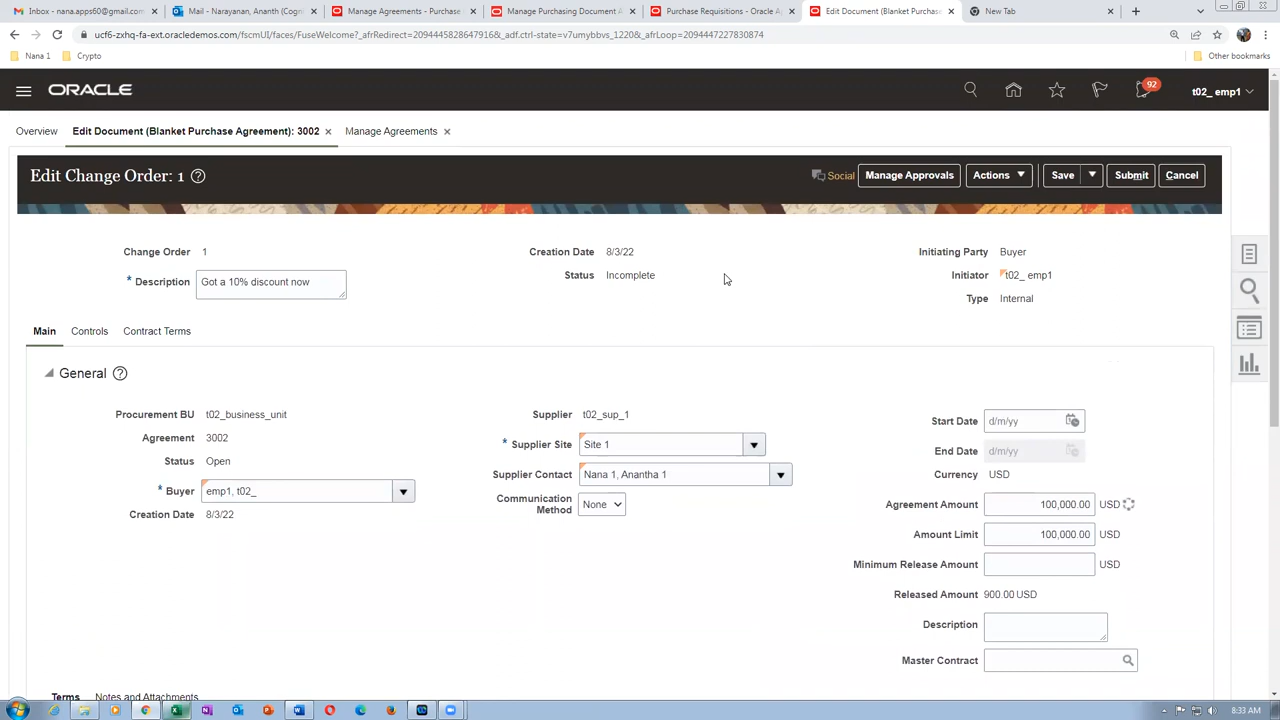 Inbox - nana.apps60@gmail.com
Mail - Narayanan, Ananth (Cogn
Manage Agreements - Purchase
Manage Purchasing Document A
Purchase Requisitions - Oracle A
Edit Document (Blanket Purchase
New Tab
ucf6-zxhq-fa-ext.oracledemos.com/fscmUI/faces/FuseWelcome?_afrRedirect=20944458286479168&_adf.ctrl-state=v7umybbvs_1220&_afrLoop=20944472278308​74
Nana 1
Crypto
Other bookmarks
ORACLE
92
t02_ emp1
Overview
Edit Document (Blanket Purchase Agreement): 3002
Manage Agreements
Edit Change Order: 1
Social
Manage Approvals
Actions
Save
Submit
Cancel
Change Order 1
Creation Date 8/3/22
Initiating Party Buyer
* Description Got a 10% discount now
Status Incomplete
Initiator t02_ emp1
Type Internal
Main
Controls
Contract Terms
General
Procurement BU t02_business_unit
Supplier t02_sup_1
Start Date d/m/yy
Agreement 3002
* Supplier Site Site 1
End Date d/m/yy
Status Open
Supplier Contact Nana 1, Anantha 1
Currency USD
* Buyer emp1, t02_
Communication
Method None
Agreement Amount 100,000.00 USD
Creation Date 8/3/22
Amount Limit 100,000.00 USD
Minimum Release Amount USD
Released Amount 900.00 USD
Description
Master Contract
Terms
Notes and Attachments
8:33 AM